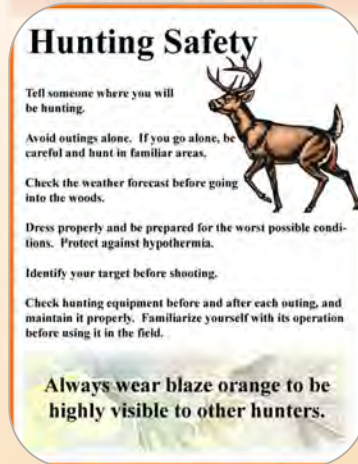 Hunting Safety
Tell someone where you will
be hunting.
Avoid outings alone.  If you go alone, be
careful and hunt in familiar areas.
Check the weather forecast before going
into the woods.
Dress properly and be prepared for the worst possible condi-
tions.  Protect against hypothermia.
Identify your target before shooting.
Check hunting equipment before and after each outing, and
maintain it properly.  Familiarize yourself with its operation
before using it in the field.
Always wear blaze orange to be
highly visible to other hunters.